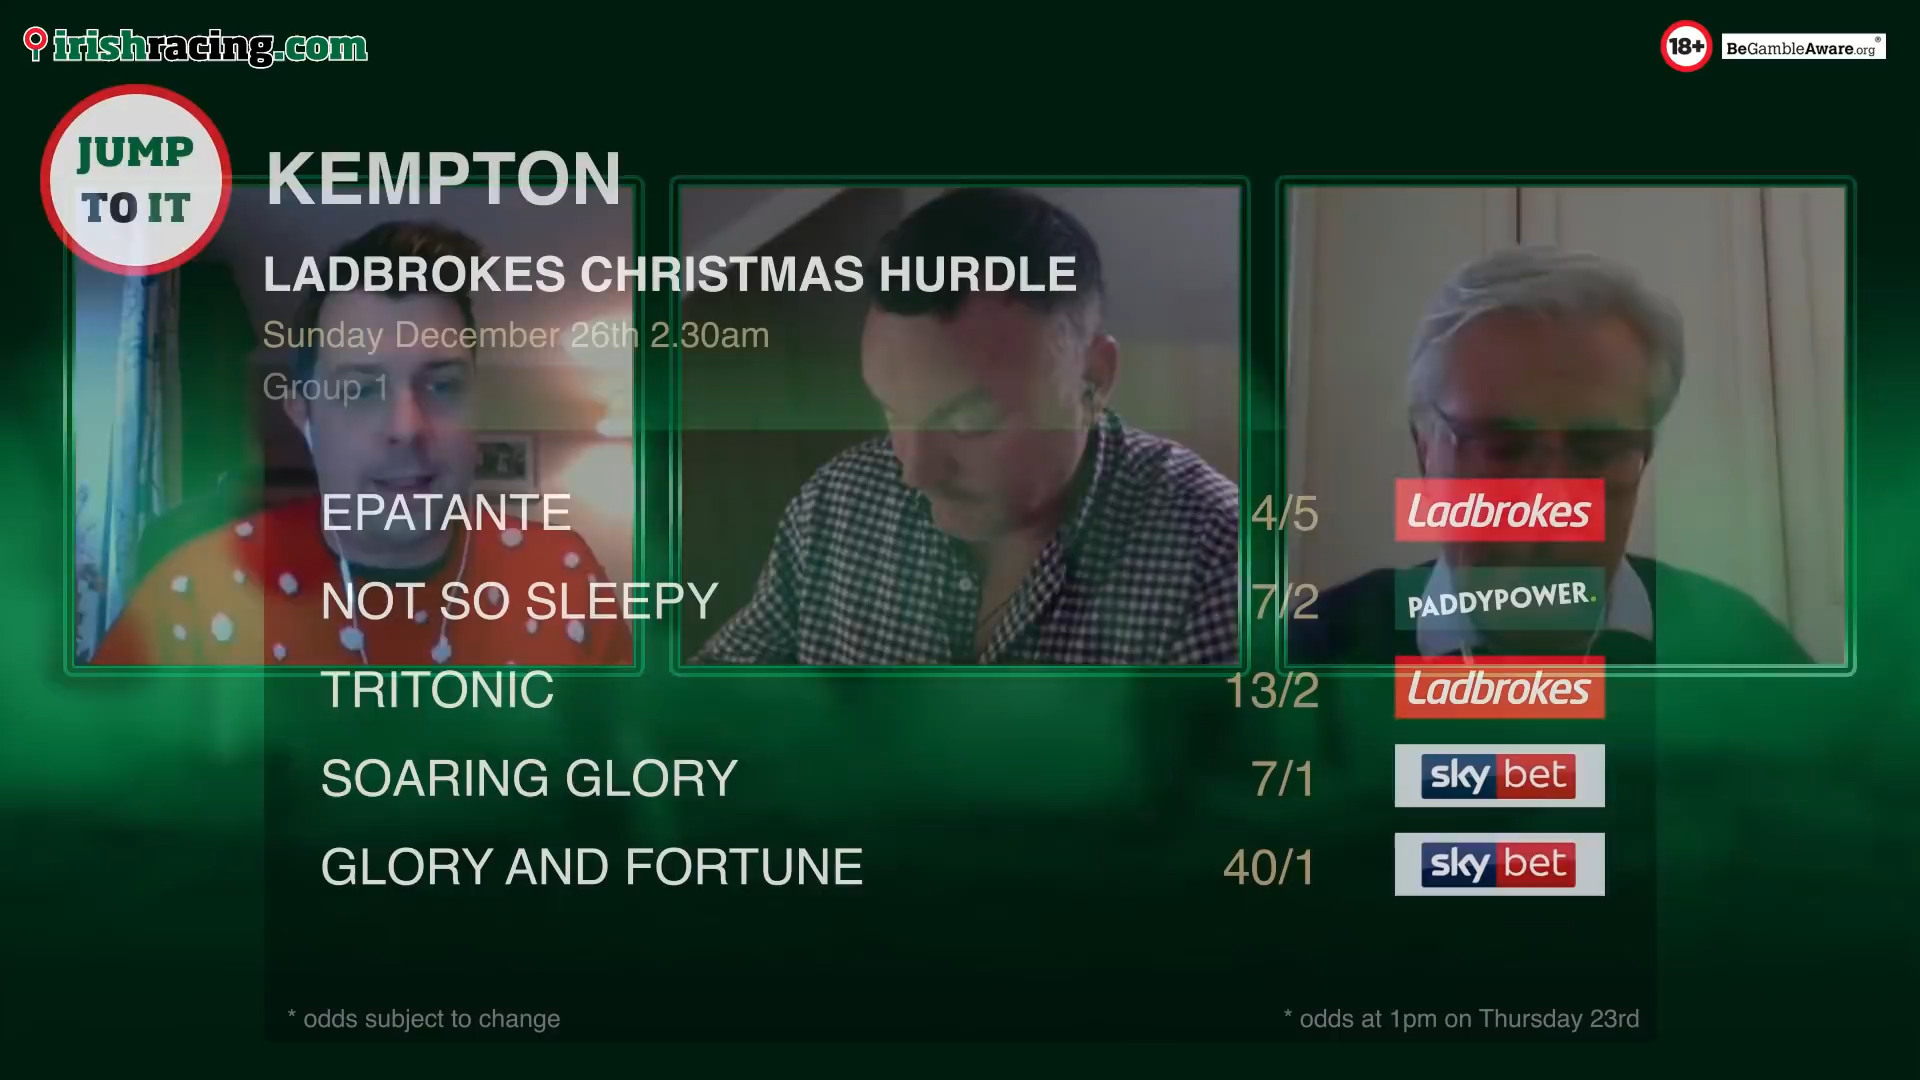 irishracing.com
18+ BeGambleAware.org®
JUMP
TO IT
KEMPTON
LADBROKES CHRISTMAS HURDLE
Sunday December 26th 2.30am
Group 1
EPATANTE 4/5 Ladbrokes
NOT SO SLEEPY 7/2 PADDYPOWER.
TRITONIC 13/2 Ladbrokes
SOARING GLORY 7/1 sky bet
GLORY AND FORTUNE 40/1 sky bet
* odds subject to change * odds at 1pm on Thursday 23rd